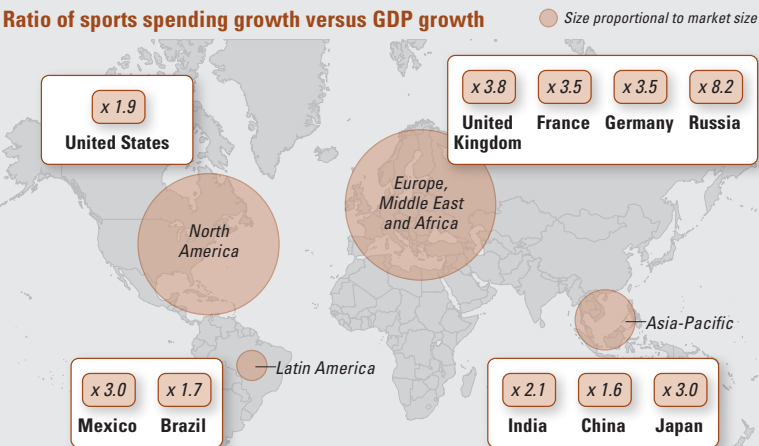 Ratio of sports spending growth versus GDP growth
Size proportional to market size
x 1.9
United States
x 3.8 x 3.5 x 3.5 x 8.2
United
Kingdom
France Germany Russia
North
America
Europe,
Middle East
and Africa
Asia-Pacific
Latin America
x 3.0 x 1.7
Mexico Brazil
x 2.1 x 1.6 x 3.0
India China Japan